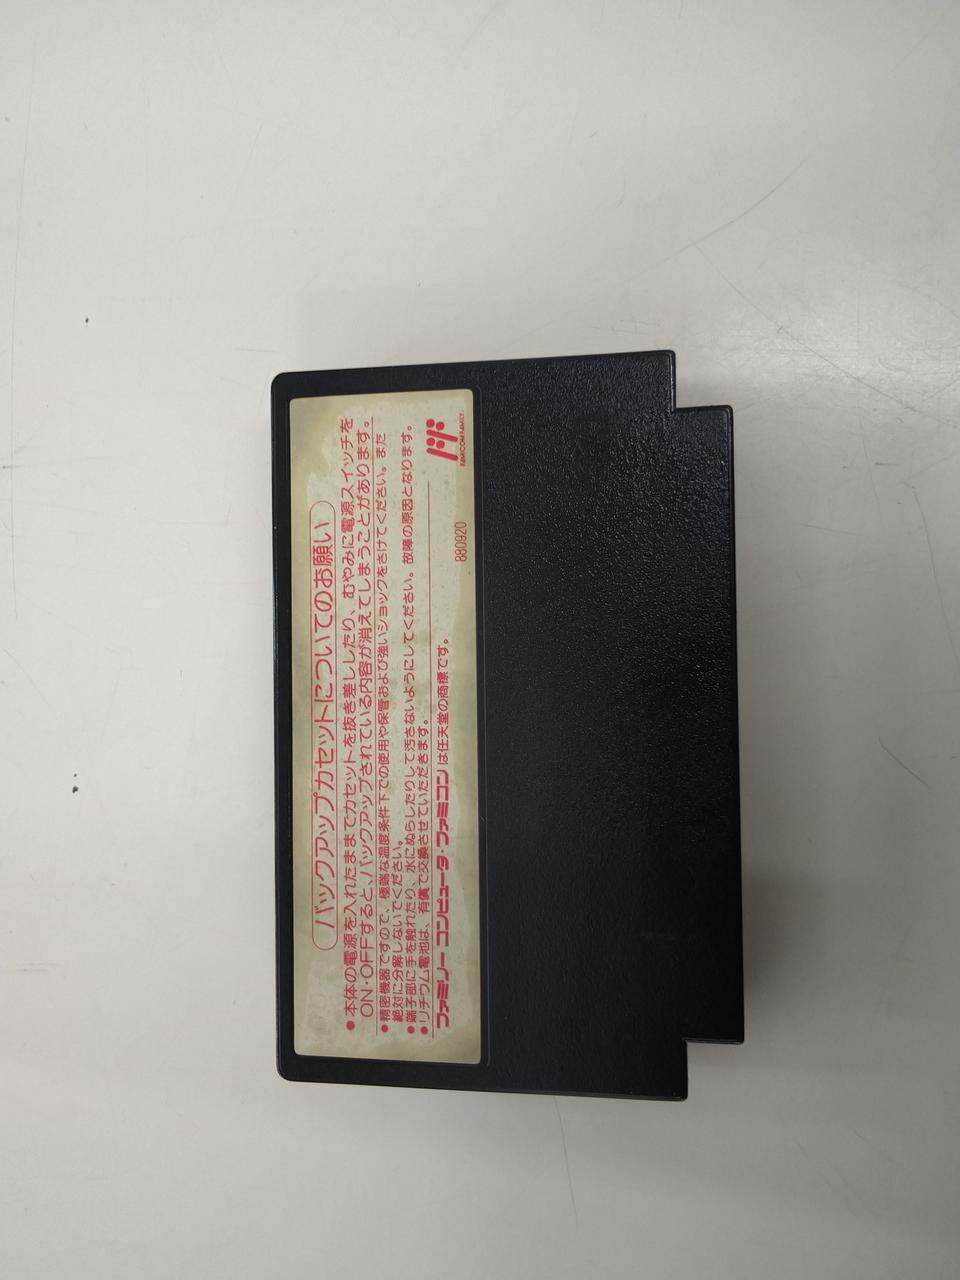 バックアップカセットについてのお願い
●本体の電源を入れたままでカセットを抜き差ししたり、むやみに電源スイッチを
ON・OFFすると、バックアップされている内容が消えてしまうことがあります。
●精密機器ですので、極端な温度条件下での使用や保管および強いショックをさけてください。また
絶対に分解しないでください。
●端子部に手を触れたり、水にぬらしたりして汚さないようにしてください。故障の原因となります。
●リチウム電池は、有償で交換させていただきます。
ファミリーコンピュータ・ファミコンは任天堂の商標です。
880920
FAMICOM FAMILY